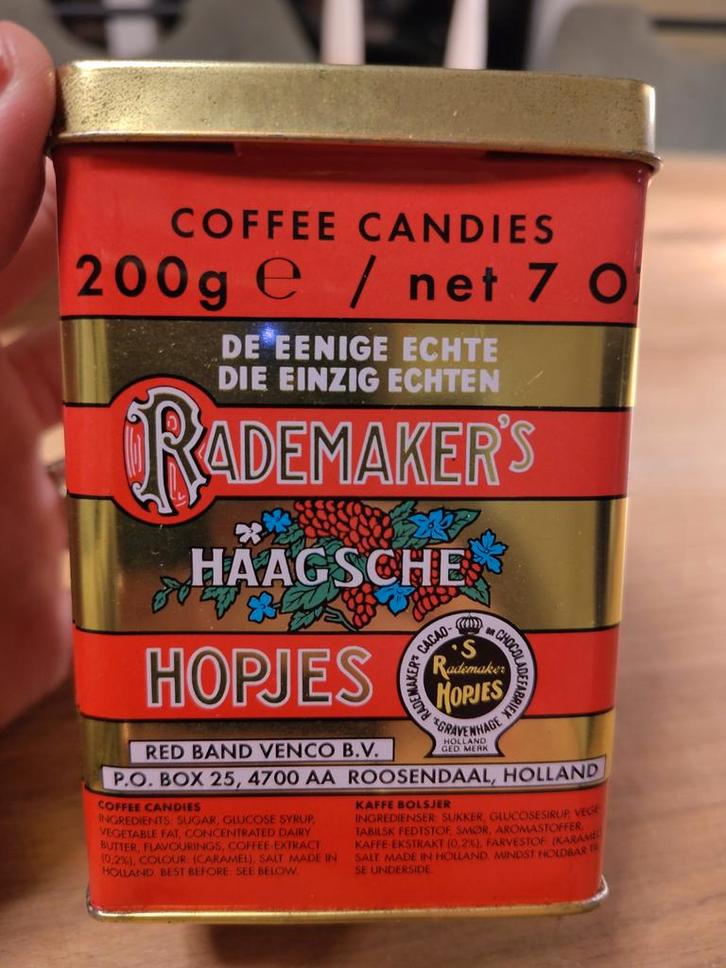 COFFEE CANDIES
200g e / net 7 OZ
DE EENIGE ECHTE
DIE EINZIG ECHTEN
RADEMAKER'S
HAAGSCHE
HOPJES
RADEMAKER'S CACAO- EN CHOCOLADEFABRIEK
'S
Rademaker
HOPJES
's-GRAVENHAGE
HOLLAND
GED MERK
RED BAND VENCO B.V.
P.O. BOX 25, 4700 AA ROOSENDAAL, HOLLAND
COFFEE CANDIES
INGREDIENTS: SUGAR, GLUCOSE SYRUP,
VEGETABLE FAT, CONCENTRATED DAIRY
BUTTER, FLAVOURINGS, COFFEE-EXTRACT
(0,2%), COLOUR: (CARAMEL), SALT. MADE IN
HOLLAND. BEST BEFORE: SEE BELOW.
KAFFE BOLSJER
INGREDIENSER: SUKKER, GLUCOSESIRUP, VEGE-
TABILSK FEDTSTOF, SMØR, AROMASTOFFER,
KAFFE-EKSTRAKT (0,2%), FARVESTOF: (KARAMEL
SALT. MADE IN HOLLAND. MINDST HOLDBAR TIL
SE UNDERSIDE.